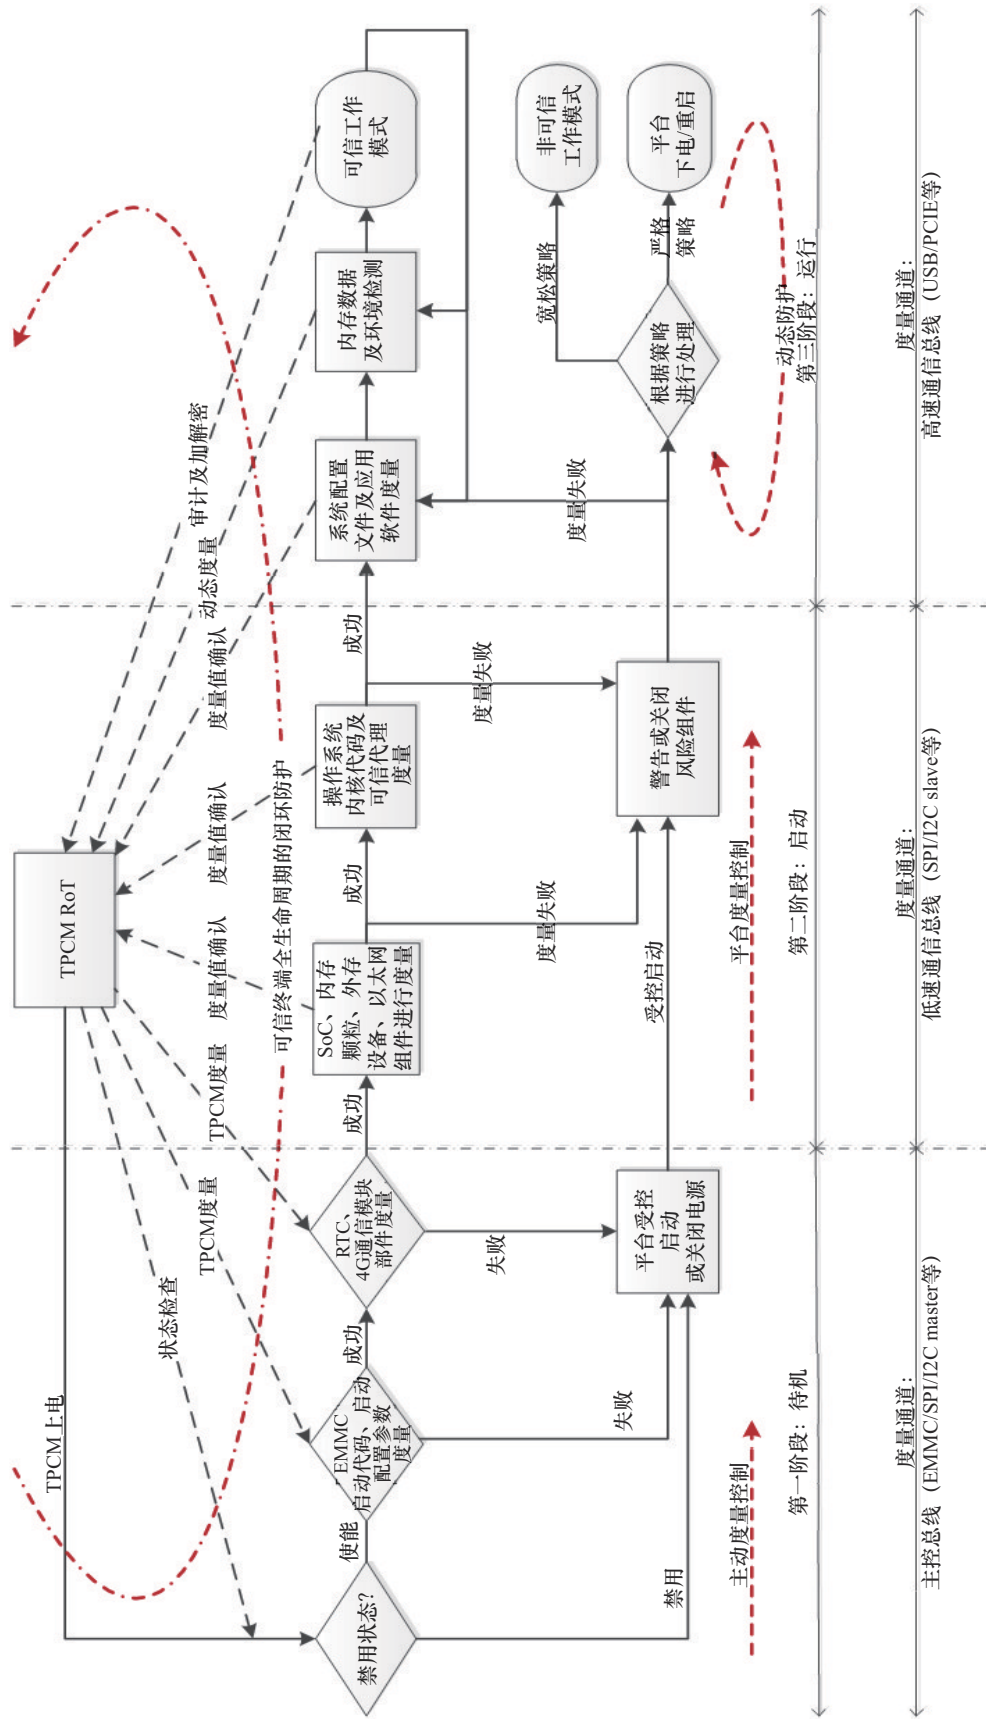 TPCM RoT
TPCM上电
状态检查
TPCM度量
TPCM度量
度量值确认
度量值确认
度量值确认
动态度量
审计及加解密
可信终端全生命周期的闭环防护
禁用状态?
使能
EMMC
启动代码、启动
配置参数
度量
成功
RTC、
4G通信模块
部件度量
成功
SoC、内存
颗粒、外存
设备、以太网
组件进行度量
成功
操作系统
内核代码及
可信代理
度量
成功
系统配置
文件及应用
软件度量
内存数据
及环境检测
可信工作
模式
失败
失败
度量失败
度量失败
度量失败
禁用
平台受控
启动
或关闭电源
受控启动
警告或关闭
风险组件
根据策略
进行处理
宽松策略
严格
策略
非可信
工作模式
平台
下电/重启
主动度量控制
平台度量控制
动态防护
第一阶段：待机
第二阶段：启动
第三阶段：运行
度量通道：
主控总线（EMMC/SPI/I2C master等）
度量通道：
低速通信总线（SPI/I2C slave等）
度量通道：
高速通信总线（USB/PCIE等）